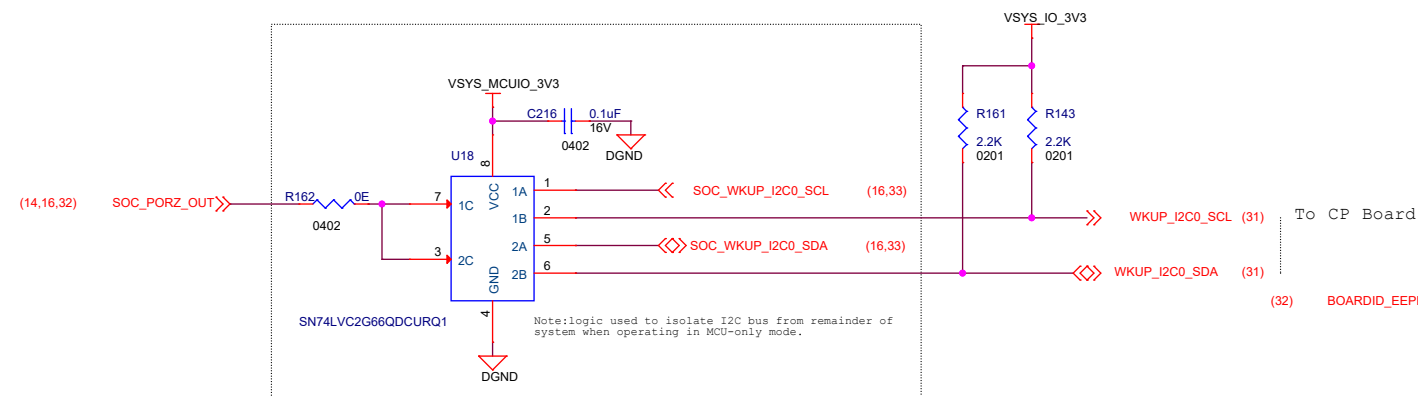 VSYS_IO_3V3
VSYS_MCUIO_3V3
C216 0.1uF
16V
0402 DGND
R161 R143
2.2K 2.2K
0201 0201
U18
8
VCC
(14,16,32) SOC_PORZ_OUT R162 0E 7 1C 1A 1 SOC_WKUP_I2C0_SCL (16,33)
0402
1B 2 WKUP_I2C0_SCL (31) To CP Board
3 2C 2A 5 SOC_WKUP_I2C0_SDA (16,33)
2B 6 WKUP_I2C0_SDA (31)
GND
4
(32) BOARDID_EEP
SN74LVC2G66QDCURQ1
Note:logic used to isolate I2C bus from remainder of
system when operating in MCU-only mode.
DGND